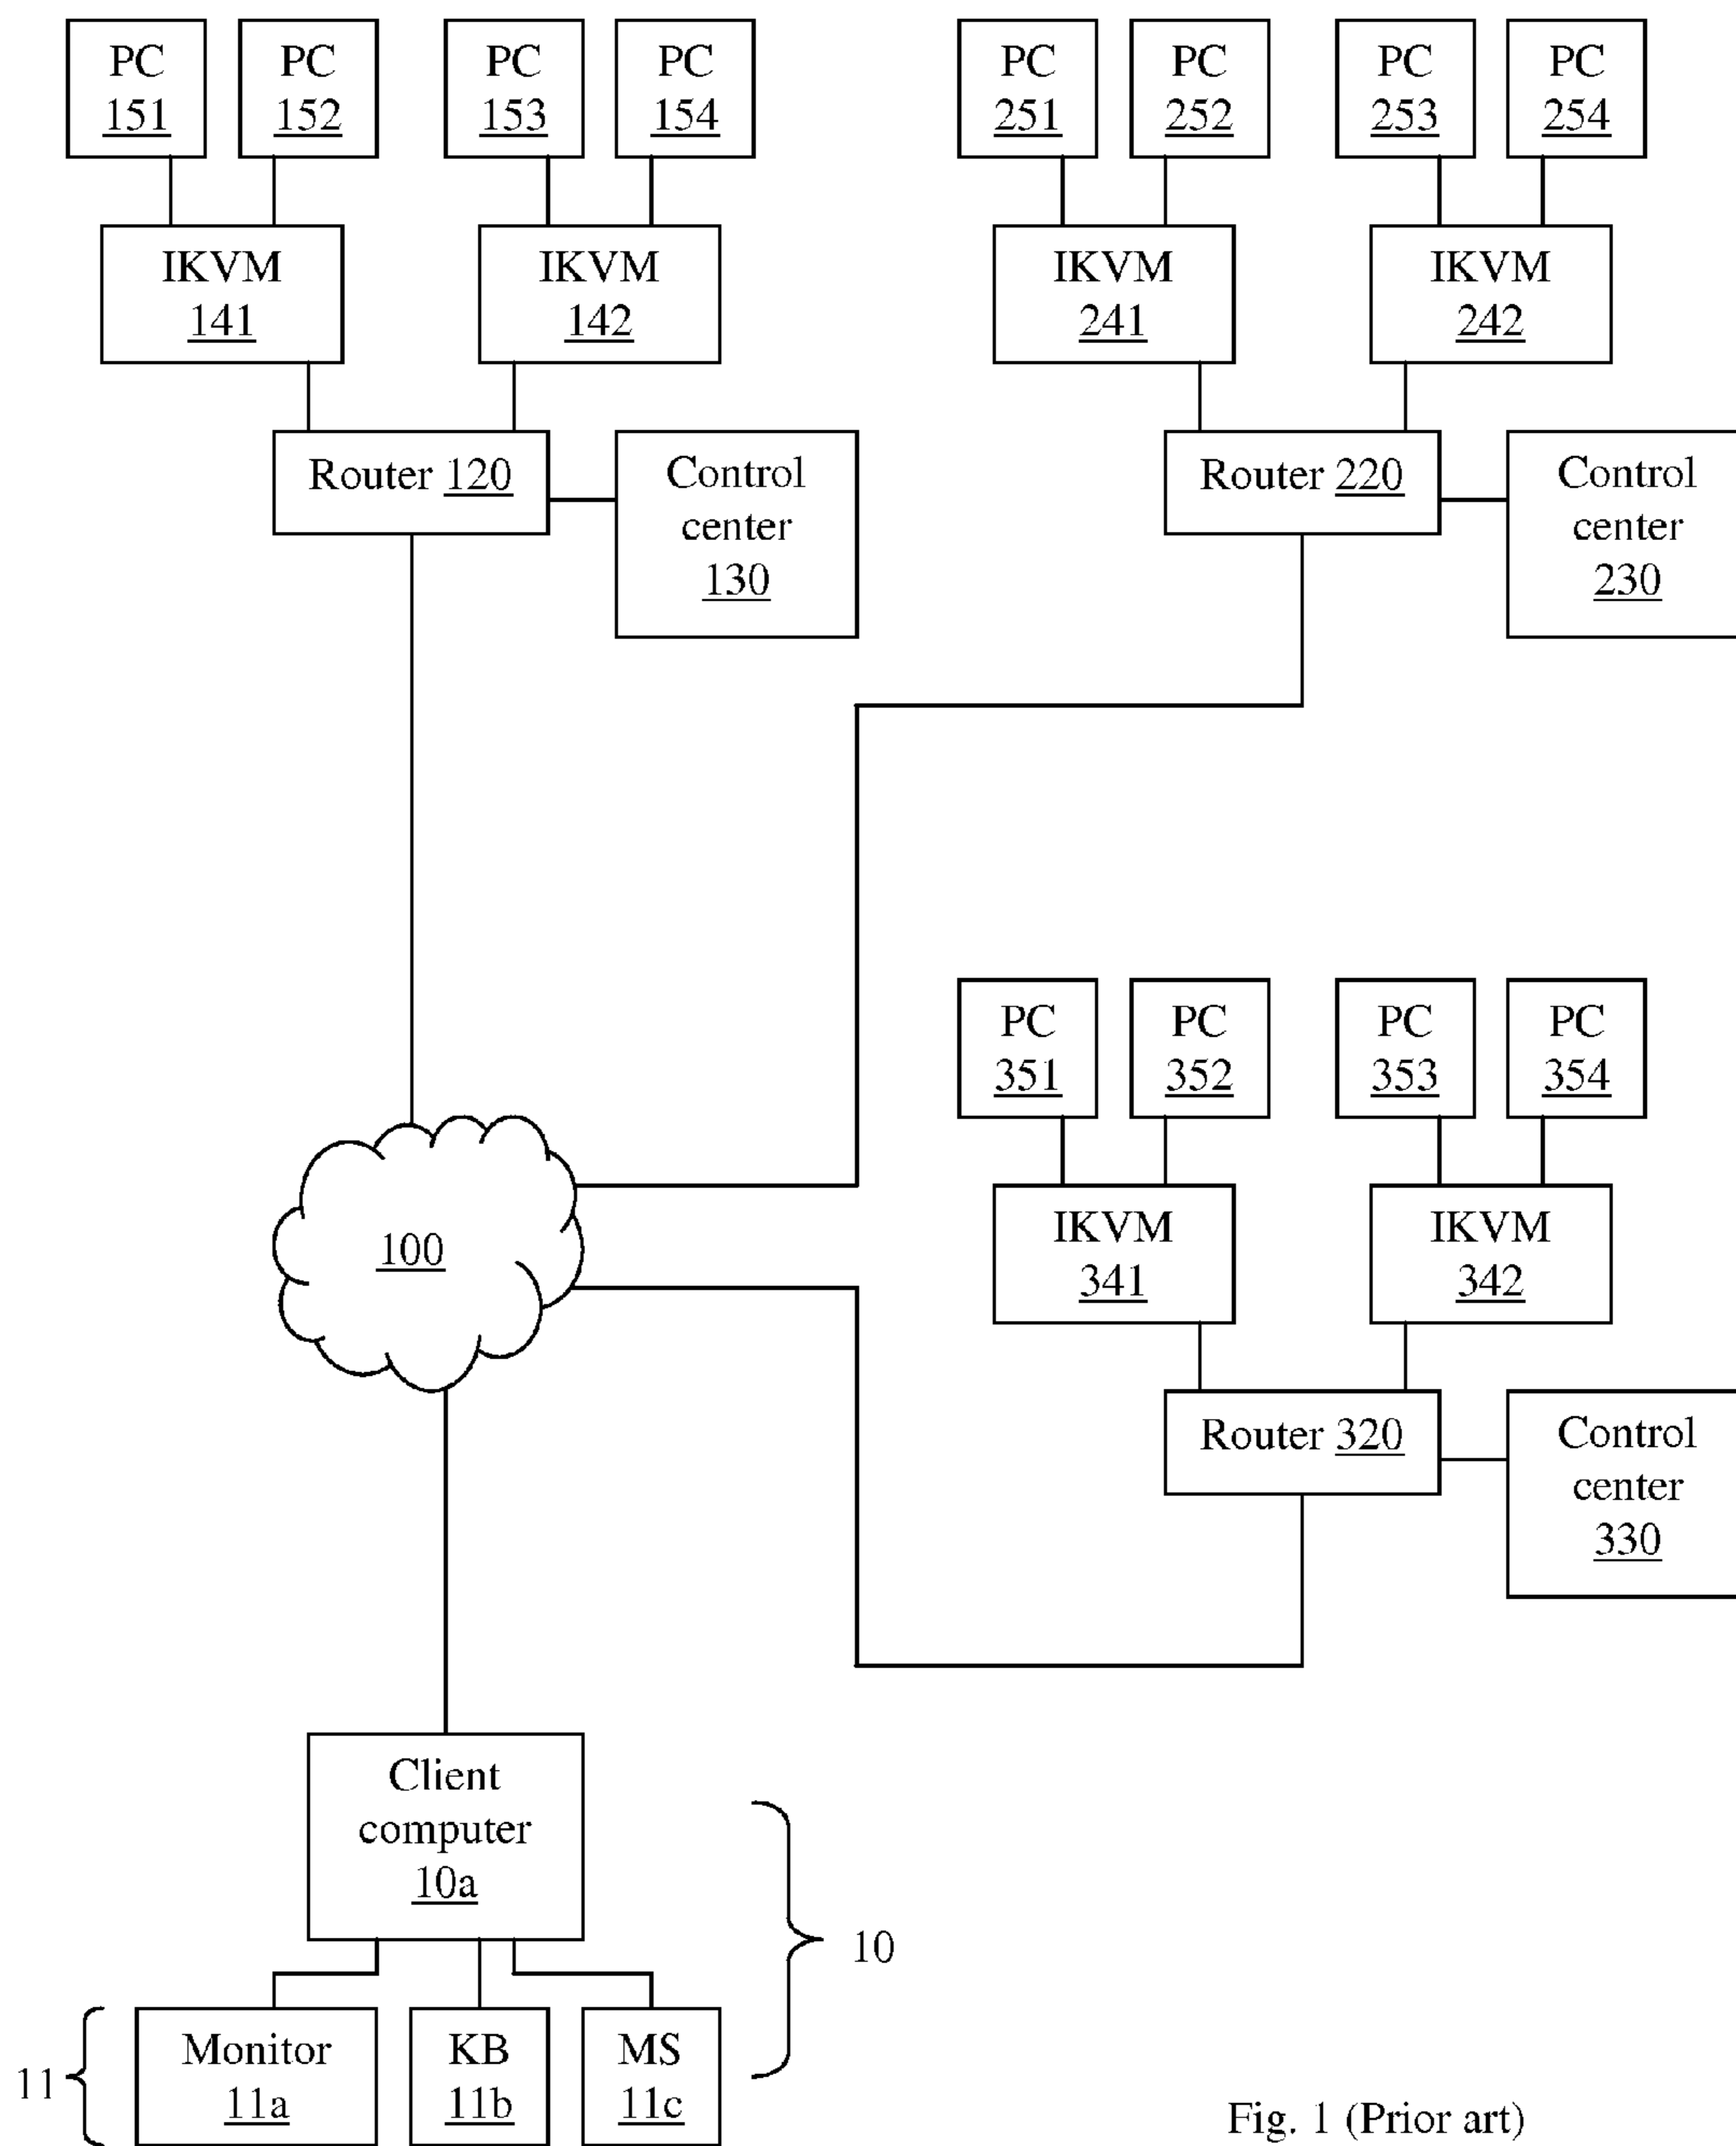 PC
151
PC
152
PC
153
PC
154
IKVM
141
IKVM
142
Router 120
Control
center
130
PC
251
PC
252
PC
253
PC
254
IKVM
241
IKVM
242
Router 220
Control
center
230
100
PC
351
PC
352
PC
353
PC
354
IKVM
341
IKVM
342
Router 320
Control
center
330
Client
computer
10a
10
11
Monitor
11a
KB
11b
MS
11c
Fig. 1 (Prior art)